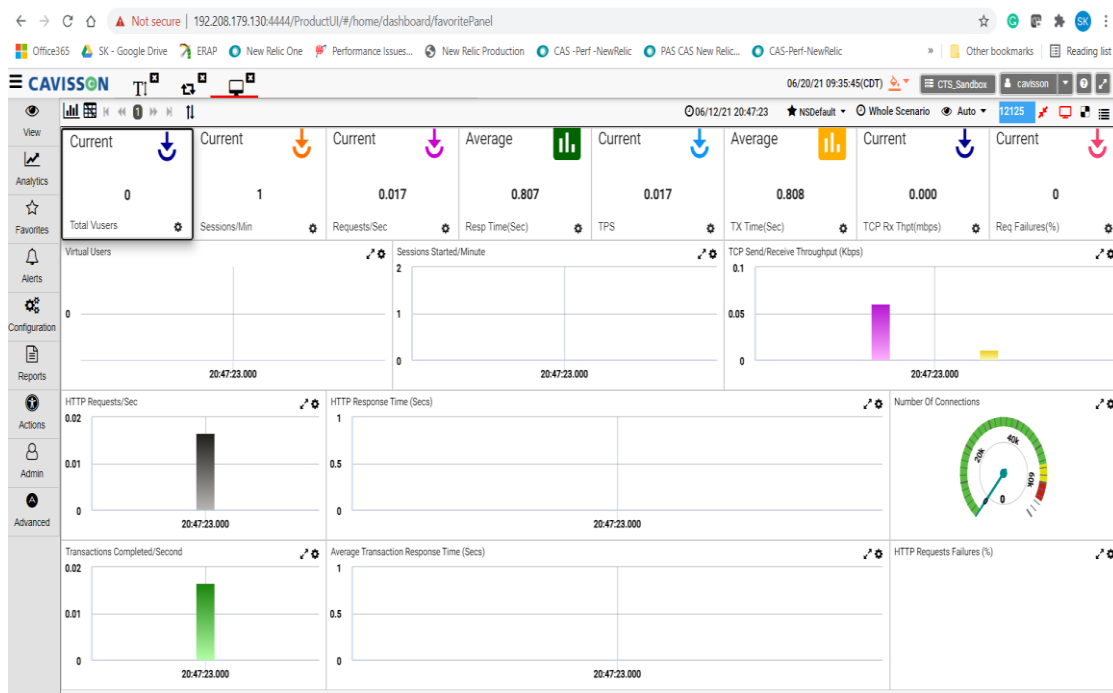 Not secure | 192.208.179.130:4444/ProductUI/#/home/dashboard/favoritePanel
SK
Office365 SK - Google Drive ERAP New Relic One Performance Issues... New Relic Production CAS -Perf -NewRelic PAS CAS New Relic... CAS-Perf-NewRelic » Other bookmarks Reading list
CAVISSON
06/20/21 09:35:45(CDT) CTS_Sandbox cavisson
1
06/12/21 20:47:23 NSDefault Whole Scenario Auto 12125
View
Analytics
Favorites
Alerts
Configuration
Reports
Actions
Admin
Advanced
Current
0
Total Vusers
Current
1
Sessions/Min
Current
0.017
Requests/Sec
Average
0.807
Resp Time(Sec)
Current
0.017
TPS
Average
0.808
TX Time(Sec)
Current
0.000
TCP Rx Thpt(mbps)
Current
0
Req Failures(%)
Virtual Users
0
20:47:23.000
Sessions Started/Minute
2
1
0
20:47:23.000
TCP Send/Receive Throughput (Kbps)
0.1
0.05
0
20:47:23.000
HTTP Requests/Sec
0.02
0.01
0
20:47:23.000
HTTP Response Time (Secs)
1
0.5
0
20:47:23.000
Number Of Connections
20K
40K
60K
0
Transactions Completed/Second
0.02
0.01
0
20:47:23.000
Average Transaction Response Time (Secs)
1
0.5
0
20:47:23.000
HTTP Requests Failures (%)